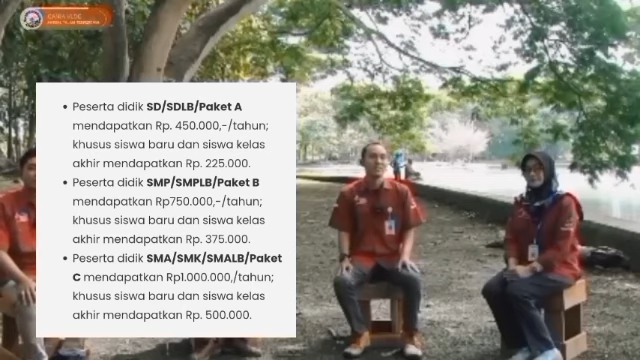 • Peserta didik SD/SDLB/Paket A
mendapatkan Rp. 450.000,-/tahun;
khusus siswa baru dan siswa kelas
akhir mendapatkan Rp. 225.000.
• Peserta didik SMP/SMPLB/Paket B
mendapatkan Rp750.000,-/tahun;
khusus siswa baru dan siswa kelas
akhir mendapatkan Rp. 375.000.
• Peserta didik SMA/SMK/SMALB/Paket
C mendapatkan Rp1.000.000,/tahun;
khusus siswa baru dan siswa kelas
akhir mendapatkan Rp. 500.000.